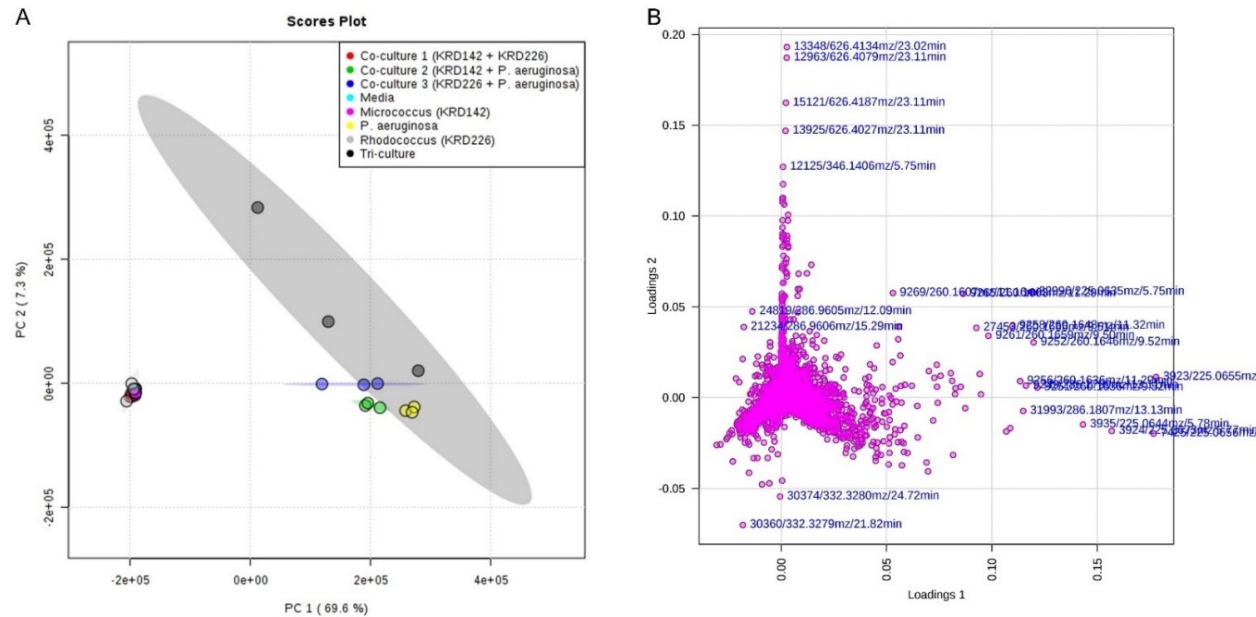 A
Scores Plot
Co-culture 1 (KRD142 + KRD226)
Co-culture 2 (KRD142 + P. aeruginosa)
Co-culture 3 (KRD226 + P. aeruginosa)
Media
Micrococcus (KRD142)
P. aeruginosa
Rhodococcus (KRD226)
Tri-culture
4e+05
2e+05
0e+00
-2e+05
PC 2 ( 7.3 %)
-2e+05 0e+00 2e+05 4e+05
PC 1 ( 69.6 %)
B
0.20
0.15
0.10
0.05
0.00
-0.05
Loadings 2
13348/626.4134mz/23.02min
12963/626.4079mz/23.11min
15121/626.4187mz/23.11min
13925/626.4027mz/23.11min
12125/346.1406mz/5.75min
24819/286.9605mz/12.09min
21234/286.9606mz/15.29min
9261/260.1659mz/9.50min
9252/260.1646mz/9.52min
3923/225.0655mz/
31993/286.1807mz/13.13min
3935/225.0644mz/5.78min
30374/332.3280mz/24.72min
30360/332.3279mz/21.82min
0.00 0.05 0.10 0.15
Loadings 1